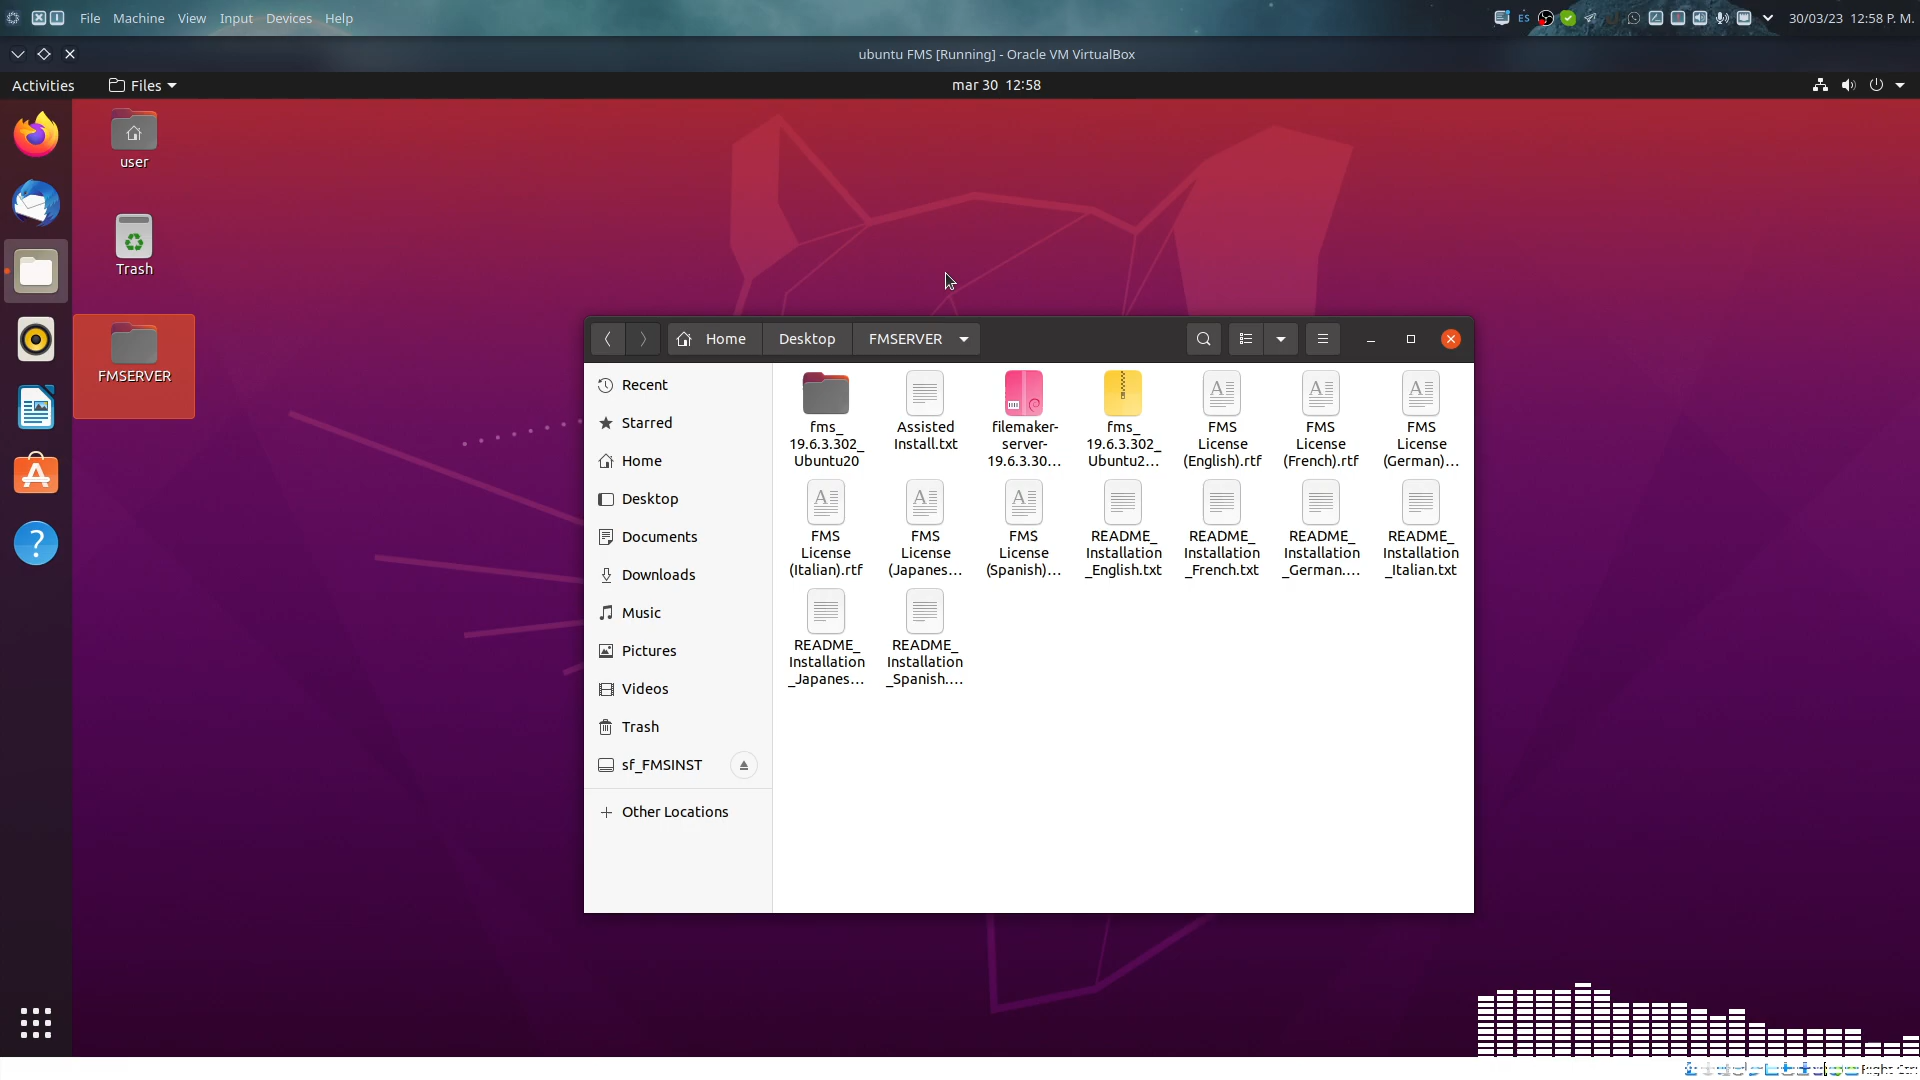 File Machine View Input Devices Help
ES
30/03/23 12:58 P. M.
ubuntu FMS [Running] - Oracle VM VirtualBox
Activities
Files
mar 30 12:58
user
Trash
FMSERVER
Home
Desktop
FMSERVER
Recent
Starred
Home
Desktop
Documents
Downloads
Music
Pictures
Videos
Trash
sf_FMSINST
Other Locations
fms_
19.6.3.302_
Ubuntu20
Assisted
Install.txt
filemaker-
server-
19.6.3.30...
fms_
19.6.3.302_
Ubuntu2...
FMS
License
(English).rtf
FMS
License
(French).rtf
FMS
License
(German)...
FMS
License
(Italian).rtf
FMS
License
(Japanes...
FMS
License
(Spanish)...
README_
Installation
_English.txt
README_
Installation
_French.txt
README_
Installation
_German....
README_
Installation
_Italian.txt
README_
Installation
_Japanes...
README_
Installation
_Spanish....